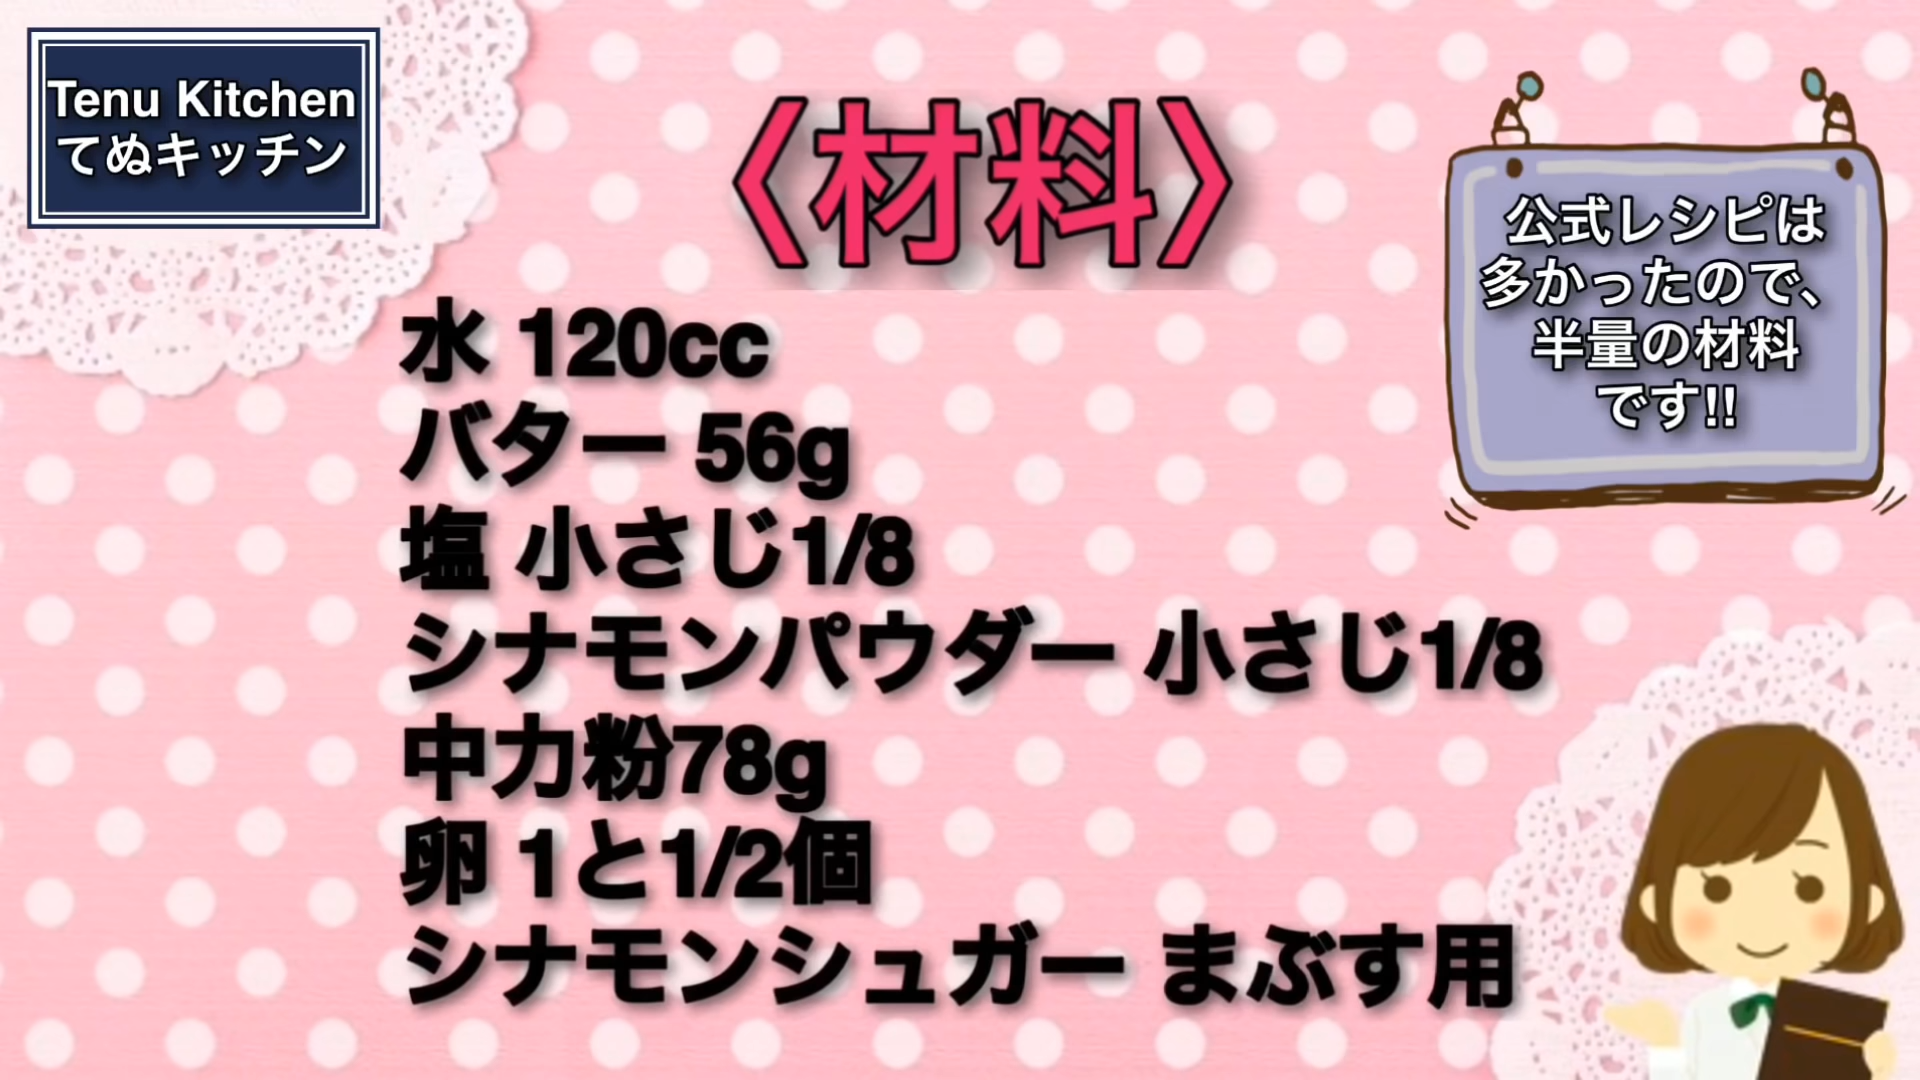 Tenu Kitchen
てぬキッチン
〈材料〉
公式レシピは
多かったので、
半量の材料
です!!
水 120cc
バター 56g
塩 小さじ1/8
シナモンパウダー 小さじ1/8
中力粉78g
卵 1と1/2個
シナモンシュガー まぶす用